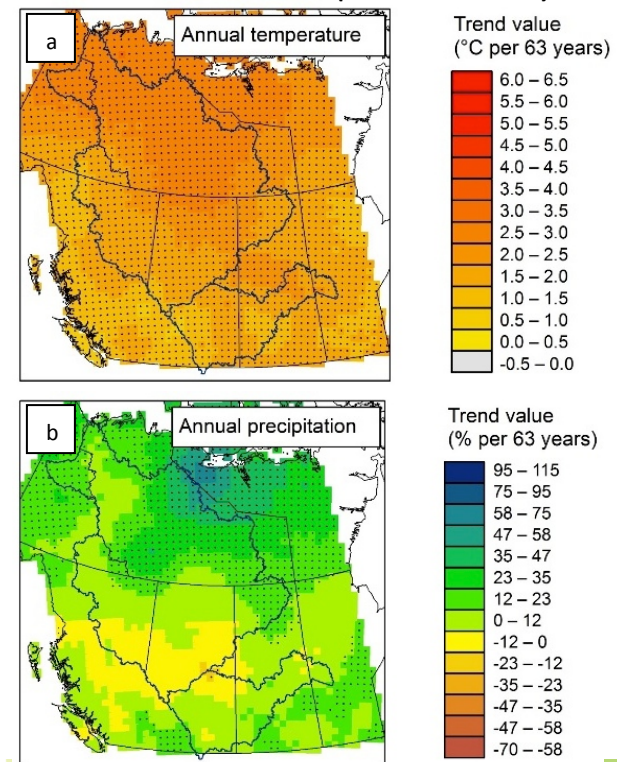 a
Annual temperature
Trend value
(°C per 63 years)
6.0 – 6.5
5.5 – 6.0
5.0 – 5.5
4.5 – 5.0
4.0 – 4.5
3.5 – 4.0
3.0 – 3.5
2.5 – 3.0
2.0 – 2.5
1.5 – 2.0
1.0 – 1.5
0.5 – 1.0
0.0 – 0.5
-0.5 – 0.0
b
Annual precipitation
Trend value
(% per 63 years)
95 – 115
75 – 95
58 – 75
47 – 58
35 – 47
23 – 35
12 – 23
0 – 12
-12 – 0
-23 – -12
-35 – -23
-47 – -35
-47 – -58
-70 – -58